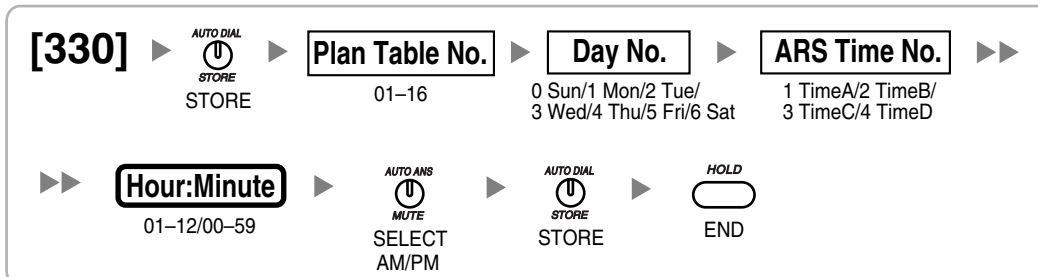 [330]
AUTO DIAL
STORE
STORE
Plan Table No.
01–16
Day No.
0 Sun/1 Mon/2 Tue/
3 Wed/4 Thu/5 Fri/6 Sat
ARS Time No.
1 TimeA/2 TimeB/
3 TimeC/4 TimeD
Hour:Minute
01–12/00–59
AUTO ANS
MUTE
SELECT
AM/PM
AUTO DIAL
STORE
STORE
HOLD
END